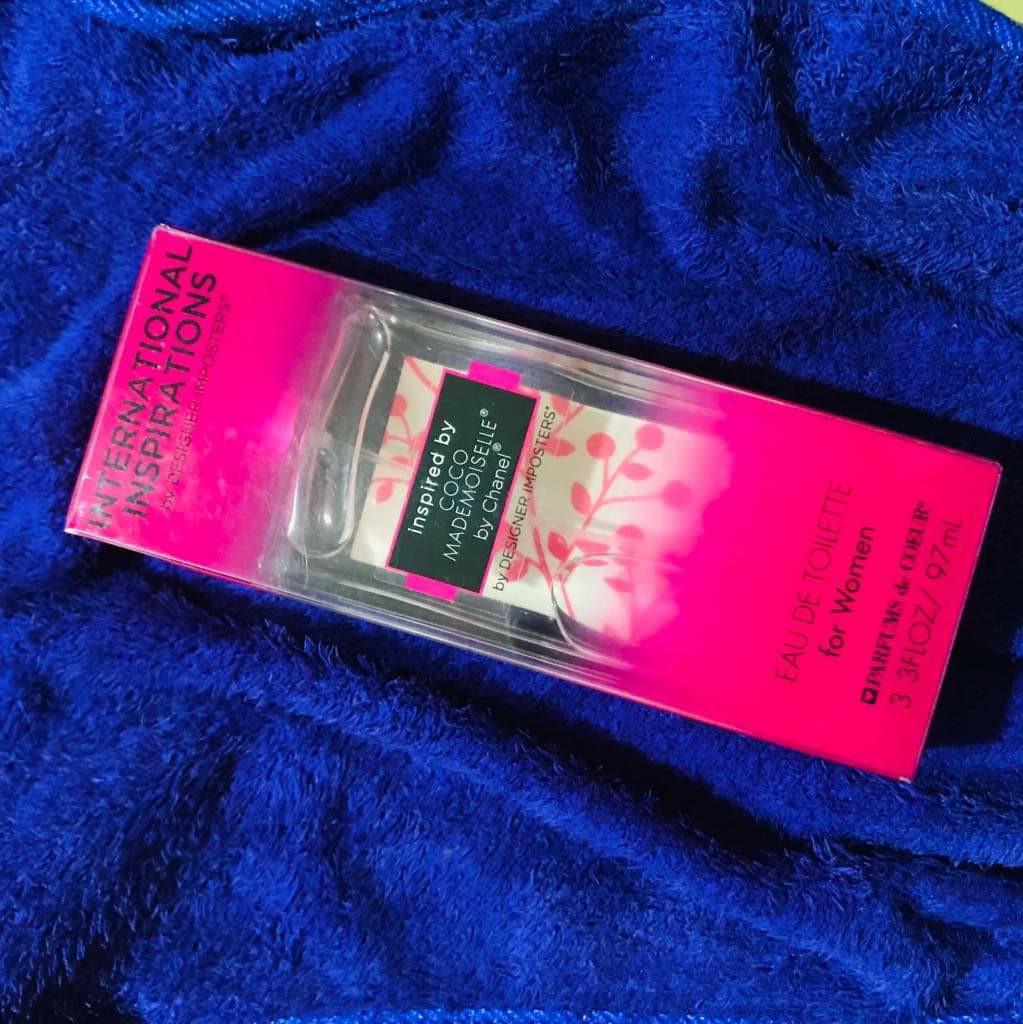 INTERNATIONAL
INSPIRATIONS
by DESIGNER IMPOSTERS®
inspired by
COCO
MADEMOISELLE®
by Chanel®
by DESIGNER IMPOSTERS®
EAU DE TOILETTE
for Women
PARFUMS de COEUR®
3 3FLOZ/ 97mL